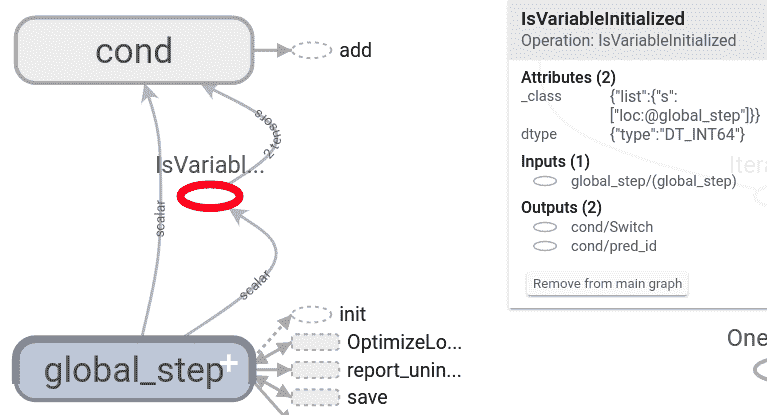 cond
add
IsVariabl...
2 tensors
scalar
scalar
global_step
+
init
OptimizeLo...
report_unin...
save
IsVariableInitialized
Operation: IsVariableInitialized
Attributes (2)
_class {"list":{"s":
["loc:@global_step"]}}
dtype {"type":"DT_INT64"}
Inputs (1)
global_step/(global_step)
Outputs (2)
cond/Switch
cond/pred_id
Remove from main graph
Itera
One